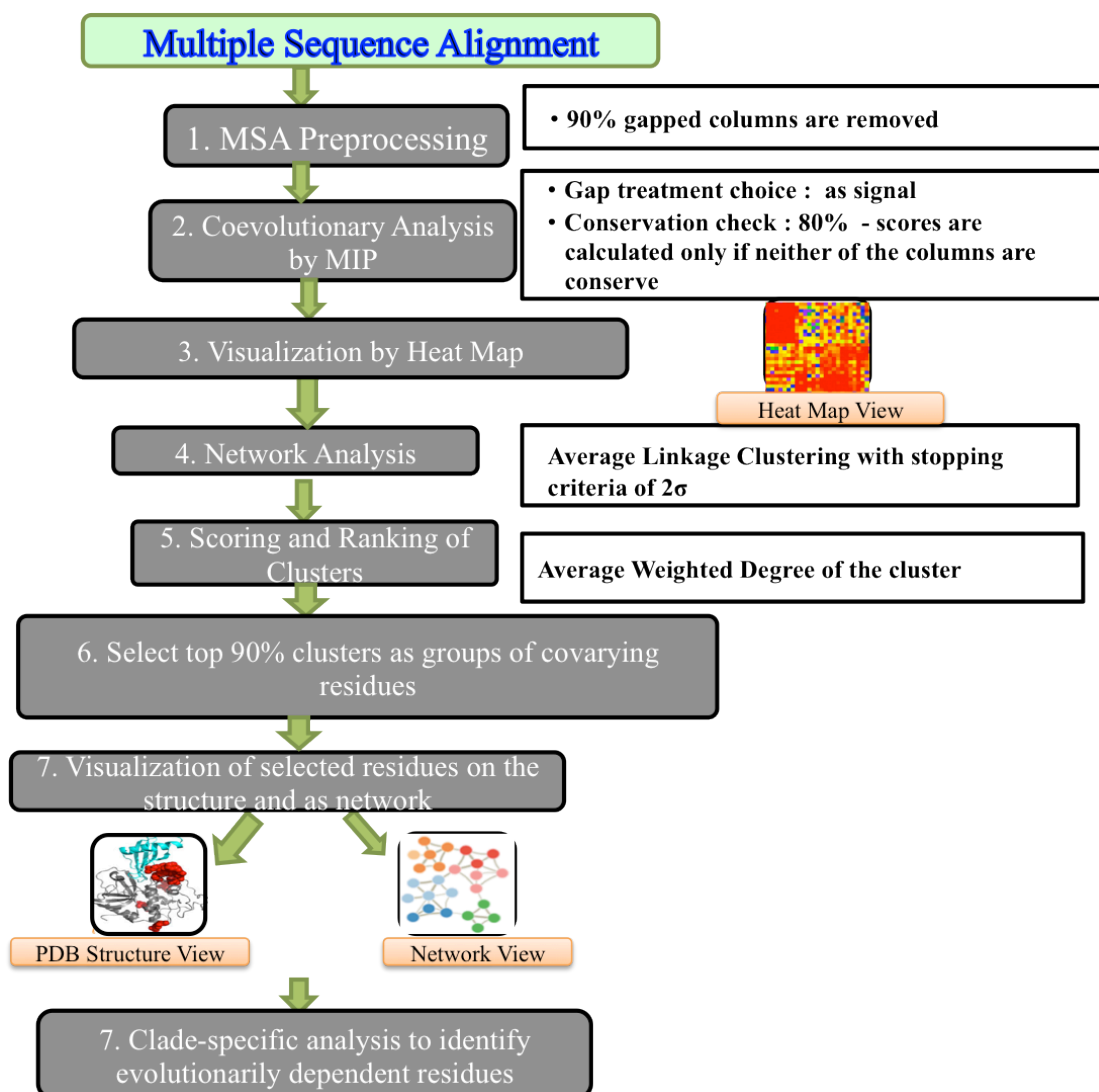 Multiple Sequence Alignment
1. MSA Preprocessing
• 90% gapped columns are removed
2. Coevolutionary Analysis
by MIP
• Gap treatment choice : as signal
• Conservation check : 80% - scores are
calculated only if neither of the columns are
conserve
3. Visualization by Heat Map
Heat Map View
4. Network Analysis
Average Linkage Clustering with stopping
criteria of 2σ
5. Scoring and Ranking of
Clusters
Average Weighted Degree of the cluster
6. Select top 90% clusters as groups of covarying
residues
7. Visualization of selected residues on the
structure and as network
PDB Structure View
Network View
7. Clade-specific analysis to identify
evolutionarily dependent residues